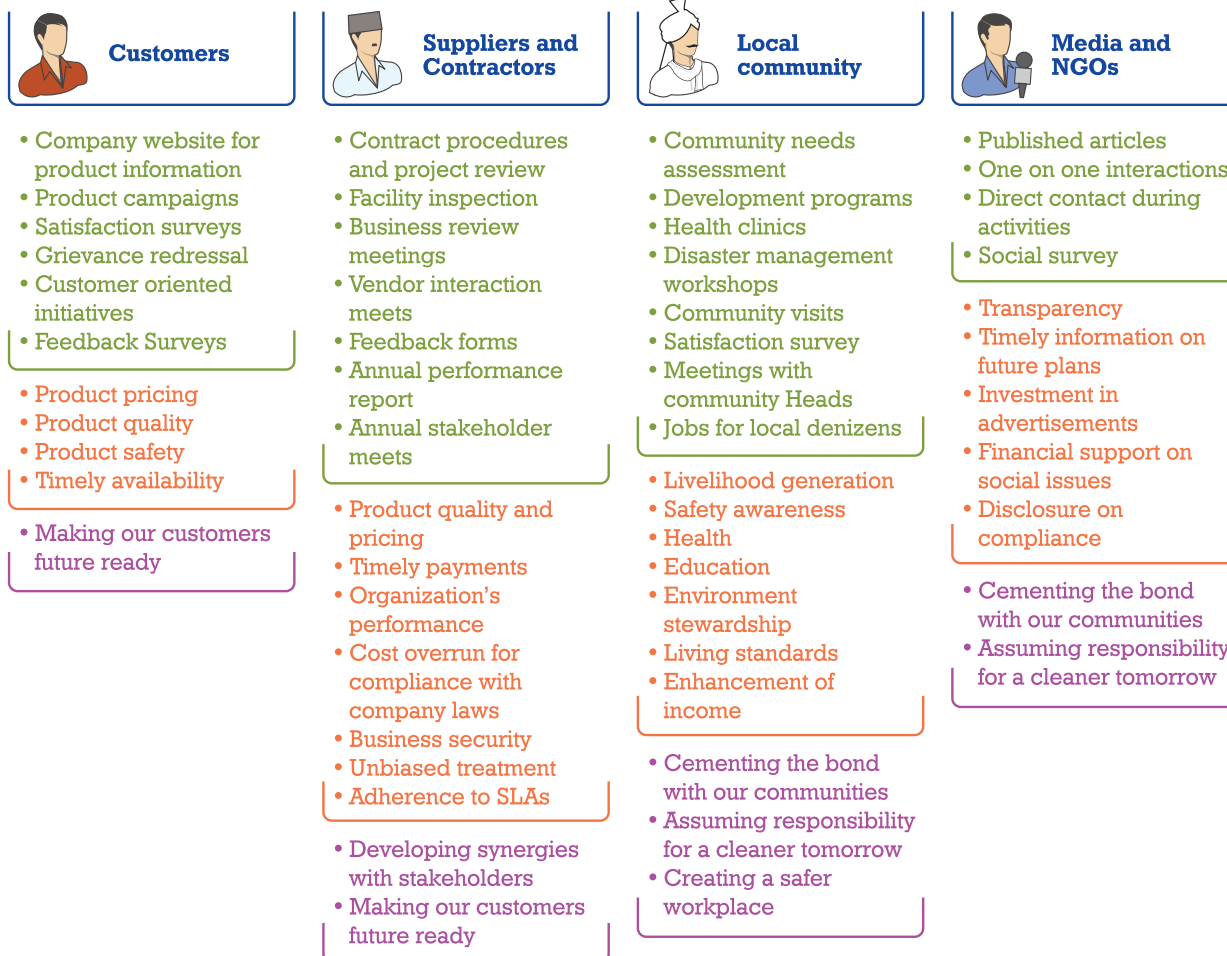 Customers
• Company website for
product information
• Product campaigns
• Satisfaction surveys
• Grievance redressal
• Customer oriented
initiatives
• Feedback Surveys
• Product pricing
• Product quality
• Product safety
• Timely availability
• Making our customers
future ready
Suppliers and
Contractors
• Contract procedures
and project review
• Facility inspection
• Business review
meetings
• Vendor interaction
meets
• Feedback forms
• Annual performance
report
• Annual stakeholder
meets
• Product quality and
pricing
• Timely payments
• Organization's
performance
• Cost overrun for
compliance with
company laws
• Business security
• Unbiased treatment
• Adherence to SLAs
• Developing synergies
with stakeholders
• Making our customers
future ready
Local
community
• Community needs
assessment
• Development programs
• Health clinics
• Disaster management
workshops
• Community visits
• Satisfaction survey
• Meetings with
community Heads
• Jobs for local denizens
• Livelihood generation
• Safety awareness
• Health
• Education
• Environment
stewardship
• Living standards
• Enhancement of
income
• Cementing the bond
with our communities
• Assuming responsibility
for a cleaner tomorrow
• Creating a safer
workplace
Media and
NGOs
• Published articles
• One on one interactions
• Direct contact during
activities
• Social survey
• Transparency
• Timely information on
future plans
• Investment in
advertisements
• Financial support on
social issues
• Disclosure on
compliance
• Cementing the bond
with our communities
• Assuming responsibility
for a cleaner tomorrow